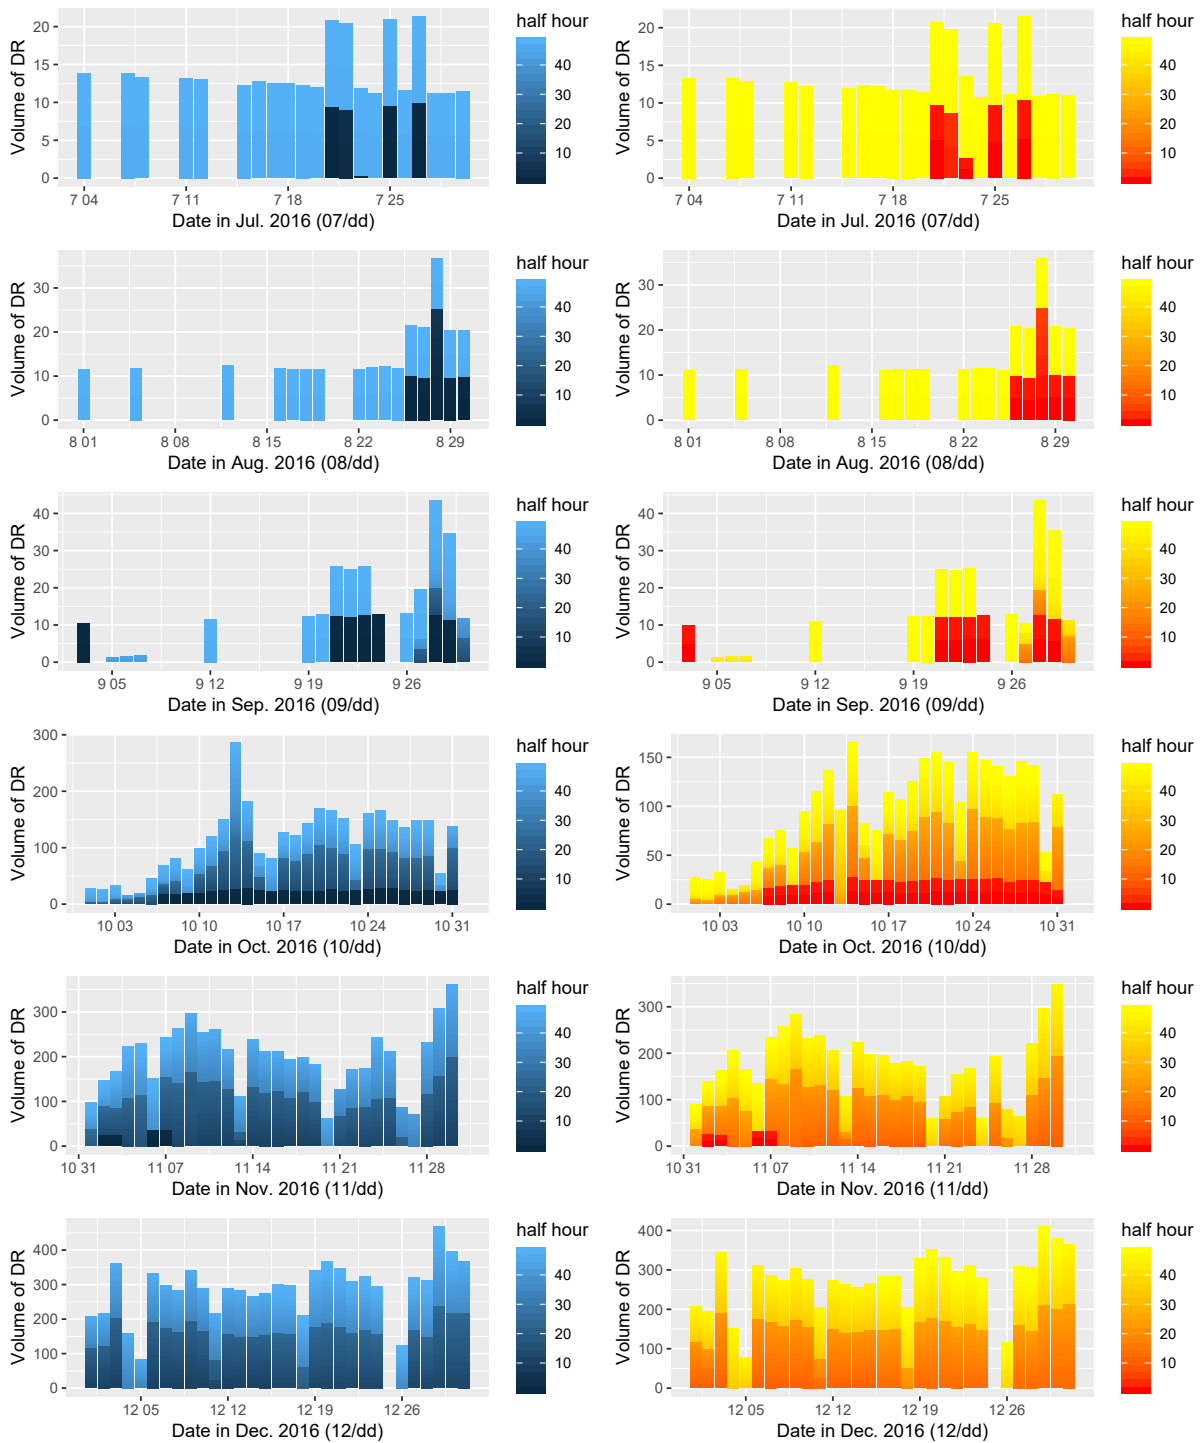 Volume of DR
20
15
10
5
0
7 04 7 11 7 18 7 25
Date in Jul. 2016 (07/dd)
half hour
40
30
20
10
Volume of DR
20
15
10
5
0
7 04 7 11 7 18 7 25
Date in Jul. 2016 (07/dd)
half hour
40
30
20
10
Volume of DR
30
20
10
0
8 01 8 08 8 15 8 22 8 29
Date in Aug. 2016 (08/dd)
half hour
40
30
20
10
Volume of DR
30
20
10
0
8 01 8 08 8 15 8 22 8 29
Date in Aug. 2016 (08/dd)
half hour
40
30
20
10
Volume of DR
40
30
20
10
0
9 05 9 12 9 19 9 26
Date in Sep. 2016 (09/dd)
half hour
40
30
20
10
Volume of DR
40
30
20
10
0
9 05 9 12 9 19 9 26
Date in Sep. 2016 (09/dd)
half hour
40
30
20
10
Volume of DR
300
200
100
0
10 03 10 10 10 17 10 24 10 31
Date in Oct. 2016 (10/dd)
half hour
40
30
20
10
Volume of DR
150
100
50
0
10 03 10 10 10 17 10 24 10 31
Date in Oct. 2016 (10/dd)
half hour
40
30
20
10
Volume of DR
300
200
100
0
10 31 11 07 11 14 11 21 11 28
Date in Nov. 2016 (11/dd)
half hour
40
30
20
10
Volume of DR
300
200
100
0
10 31 11 07 11 14 11 21 11 28
Date in Nov. 2016 (11/dd)
half hour
40
30
20
10
Volume of DR
400
300
200
100
0
12 05 12 12 12 19 12 26
Date in Dec. 2016 (12/dd)
half hour
40
30
20
10
Volume of DR
400
300
200
100
0
12 05 12 12 12 19 12 26
Date in Dec. 2016 (12/dd)
half hour
40
30
20
10